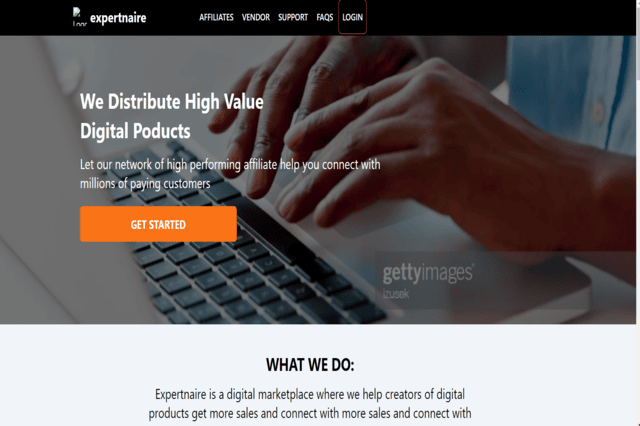 Logo
expertnaire
AFFILIATES VENDOR SUPPORT FAQS LOGIN
We Distribute High Value
Digital Poducts
Let our network of high performing affiliate help you connect with
millions of paying customers
GET STARTED
gettyimages®
izusek
WHAT WE DO:
Expertnaire is a digital marketplace where we help creators of digital
products get more sales and connect with more sales and connect with